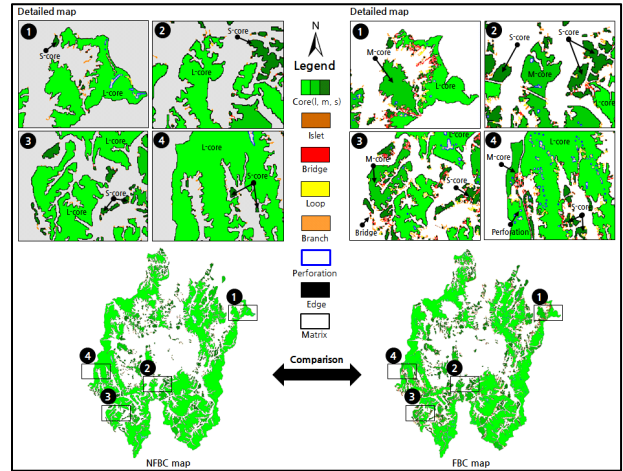 Detailed map
1
S-core
L-core
2
S-core
L-core
3
L-core
S-core
L-core
4
L-core
S-core
N
Legend
Core(l, m, s)
Islet
Bridge
Loop
Branch
Perforation
Edge
Matrix
Detailed map
1
M-core
L-core
2
S-core
S-core
M-core
L-core
3
L-core
M-core
S-core
Bridge
4
L-core
M-core
S-core
Perforation
1
2
3
4
NFBC map
Comparison
1
2
3
4
FBC map